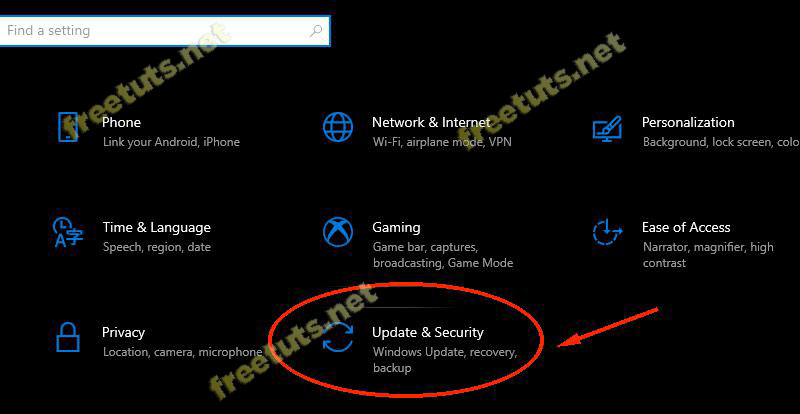 Find a setting
freetuts.net
freetuts.net
Phone
Link your Android, iPhone
Network & Internet
Wi-Fi, airplane mode, VPN
Personalization
Background, lock screen, colo
Time & Language
Speech, region, date
Gaming
Game bar, captures,
broadcasting, Game Mode
Ease of Access
Narrator, magnifier, high
contrast
freetuts.net
Privacy
Location, camera, microphone
Update & Security
Windows Update, recovery,
backup